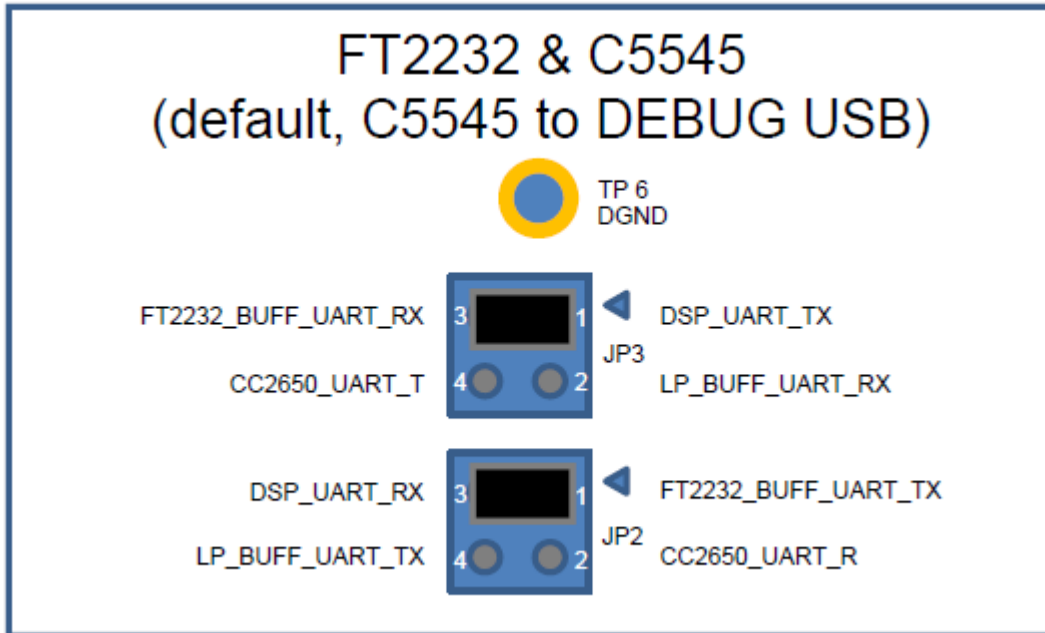 FT2232 & C5545
(default, C5545 to DEBUG USB)
TP 6
DGND
FT2232_BUFF_UART_RX 3 1 DSP_UART_TX
JP3
CC2650_UART_T 4 2 LP_BUFF_UART_RX
DSP_UART_RX 3 1 FT2232_BUFF_UART_TX
JP2
LP_BUFF_UART_TX 4 2 CC2650_UART_R